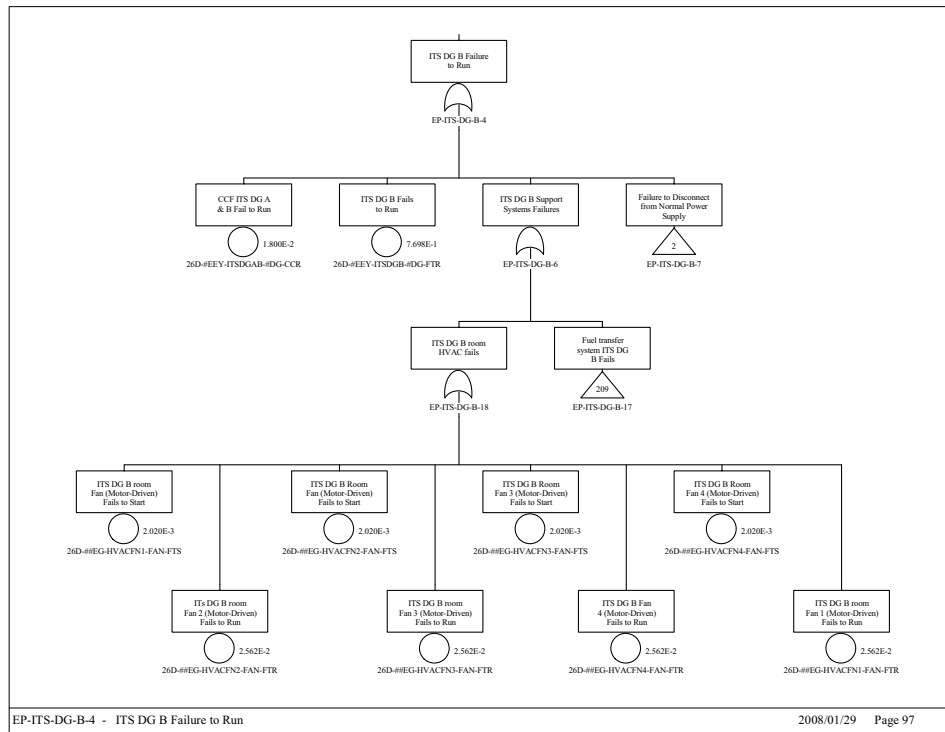 ITS DG B Failure
to Run
EP-ITS-DG-B-4
CCF ITS DG A
& B Fail to Run
1.800E-2
26D-#EEY-ITSDGAB-#DG-CCR
ITS DG B Fails
to Run
7.698E-1
26D-#EEY-ITSDGB-#DG-FTR
ITS DG B Support
Systems Failures
EP-ITS-DG-B-6
Failure to Disconnect
from Normal Power
Supply
2
EP-ITS-DG-B-7
ITS DG B room
HVAC fails
EP-ITS-DG-B-18
Fuel transfer
system ITS DG
B Fails
209
EP-ITS-DG-B-17
ITS DG B room
Fan (Motor-Driven)
Fails to Start
2.020E-3
26D-##EG-HVACFN1-FAN-FTS
ITS DG B Room
Fan (Motor-Driven)
Fails to Start
2.020E-3
26D-##EG-HVACFN2-FAN-FTS
ITS DG B Room
Fan 3 (Motor-Driven)
Fails to Start
2.020E-3
26D-##EG-HVACFN3-FAN-FTS
ITS DG B Room
Fan 4 (Motor-Driven)
Fails to Start
2.020E-3
26D-##EG-HVACFN4-FAN-FTS
ITs DG B room
Fan 2 (Motor-Driven)
Fails to Run
2.562E-2
26D-##EG-HVACFN2-FAN-FTR
ITS DG B room
Fan 3 (Motor-Driven)
Fails to Run
2.562E-2
26D-##EG-HVACFN3-FAN-FTR
ITS DG B Fan
4 (Motor-Driven)
Fails to Run
2.562E-2
26D-##EG-HVACFN4-FAN-FTR
ITS DG B room
Fan 1 (Motor-Driven)
Fails to Run
2.562E-2
26D-##EG-HVACFN1-FAN-FTR
EP-ITS-DG-B-4 - ITS DG B Failure to Run
2008/01/29 Page 97